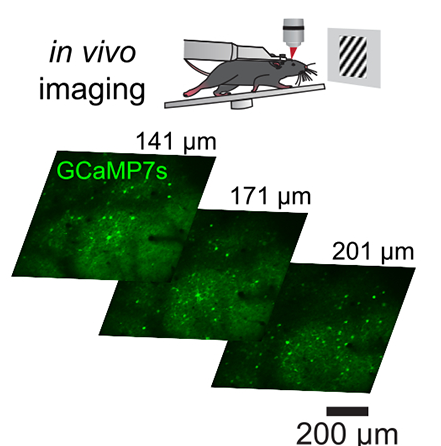 in vivo
imaging
141 µm
GCaMP7s
171 µm
201 µm
200 µm